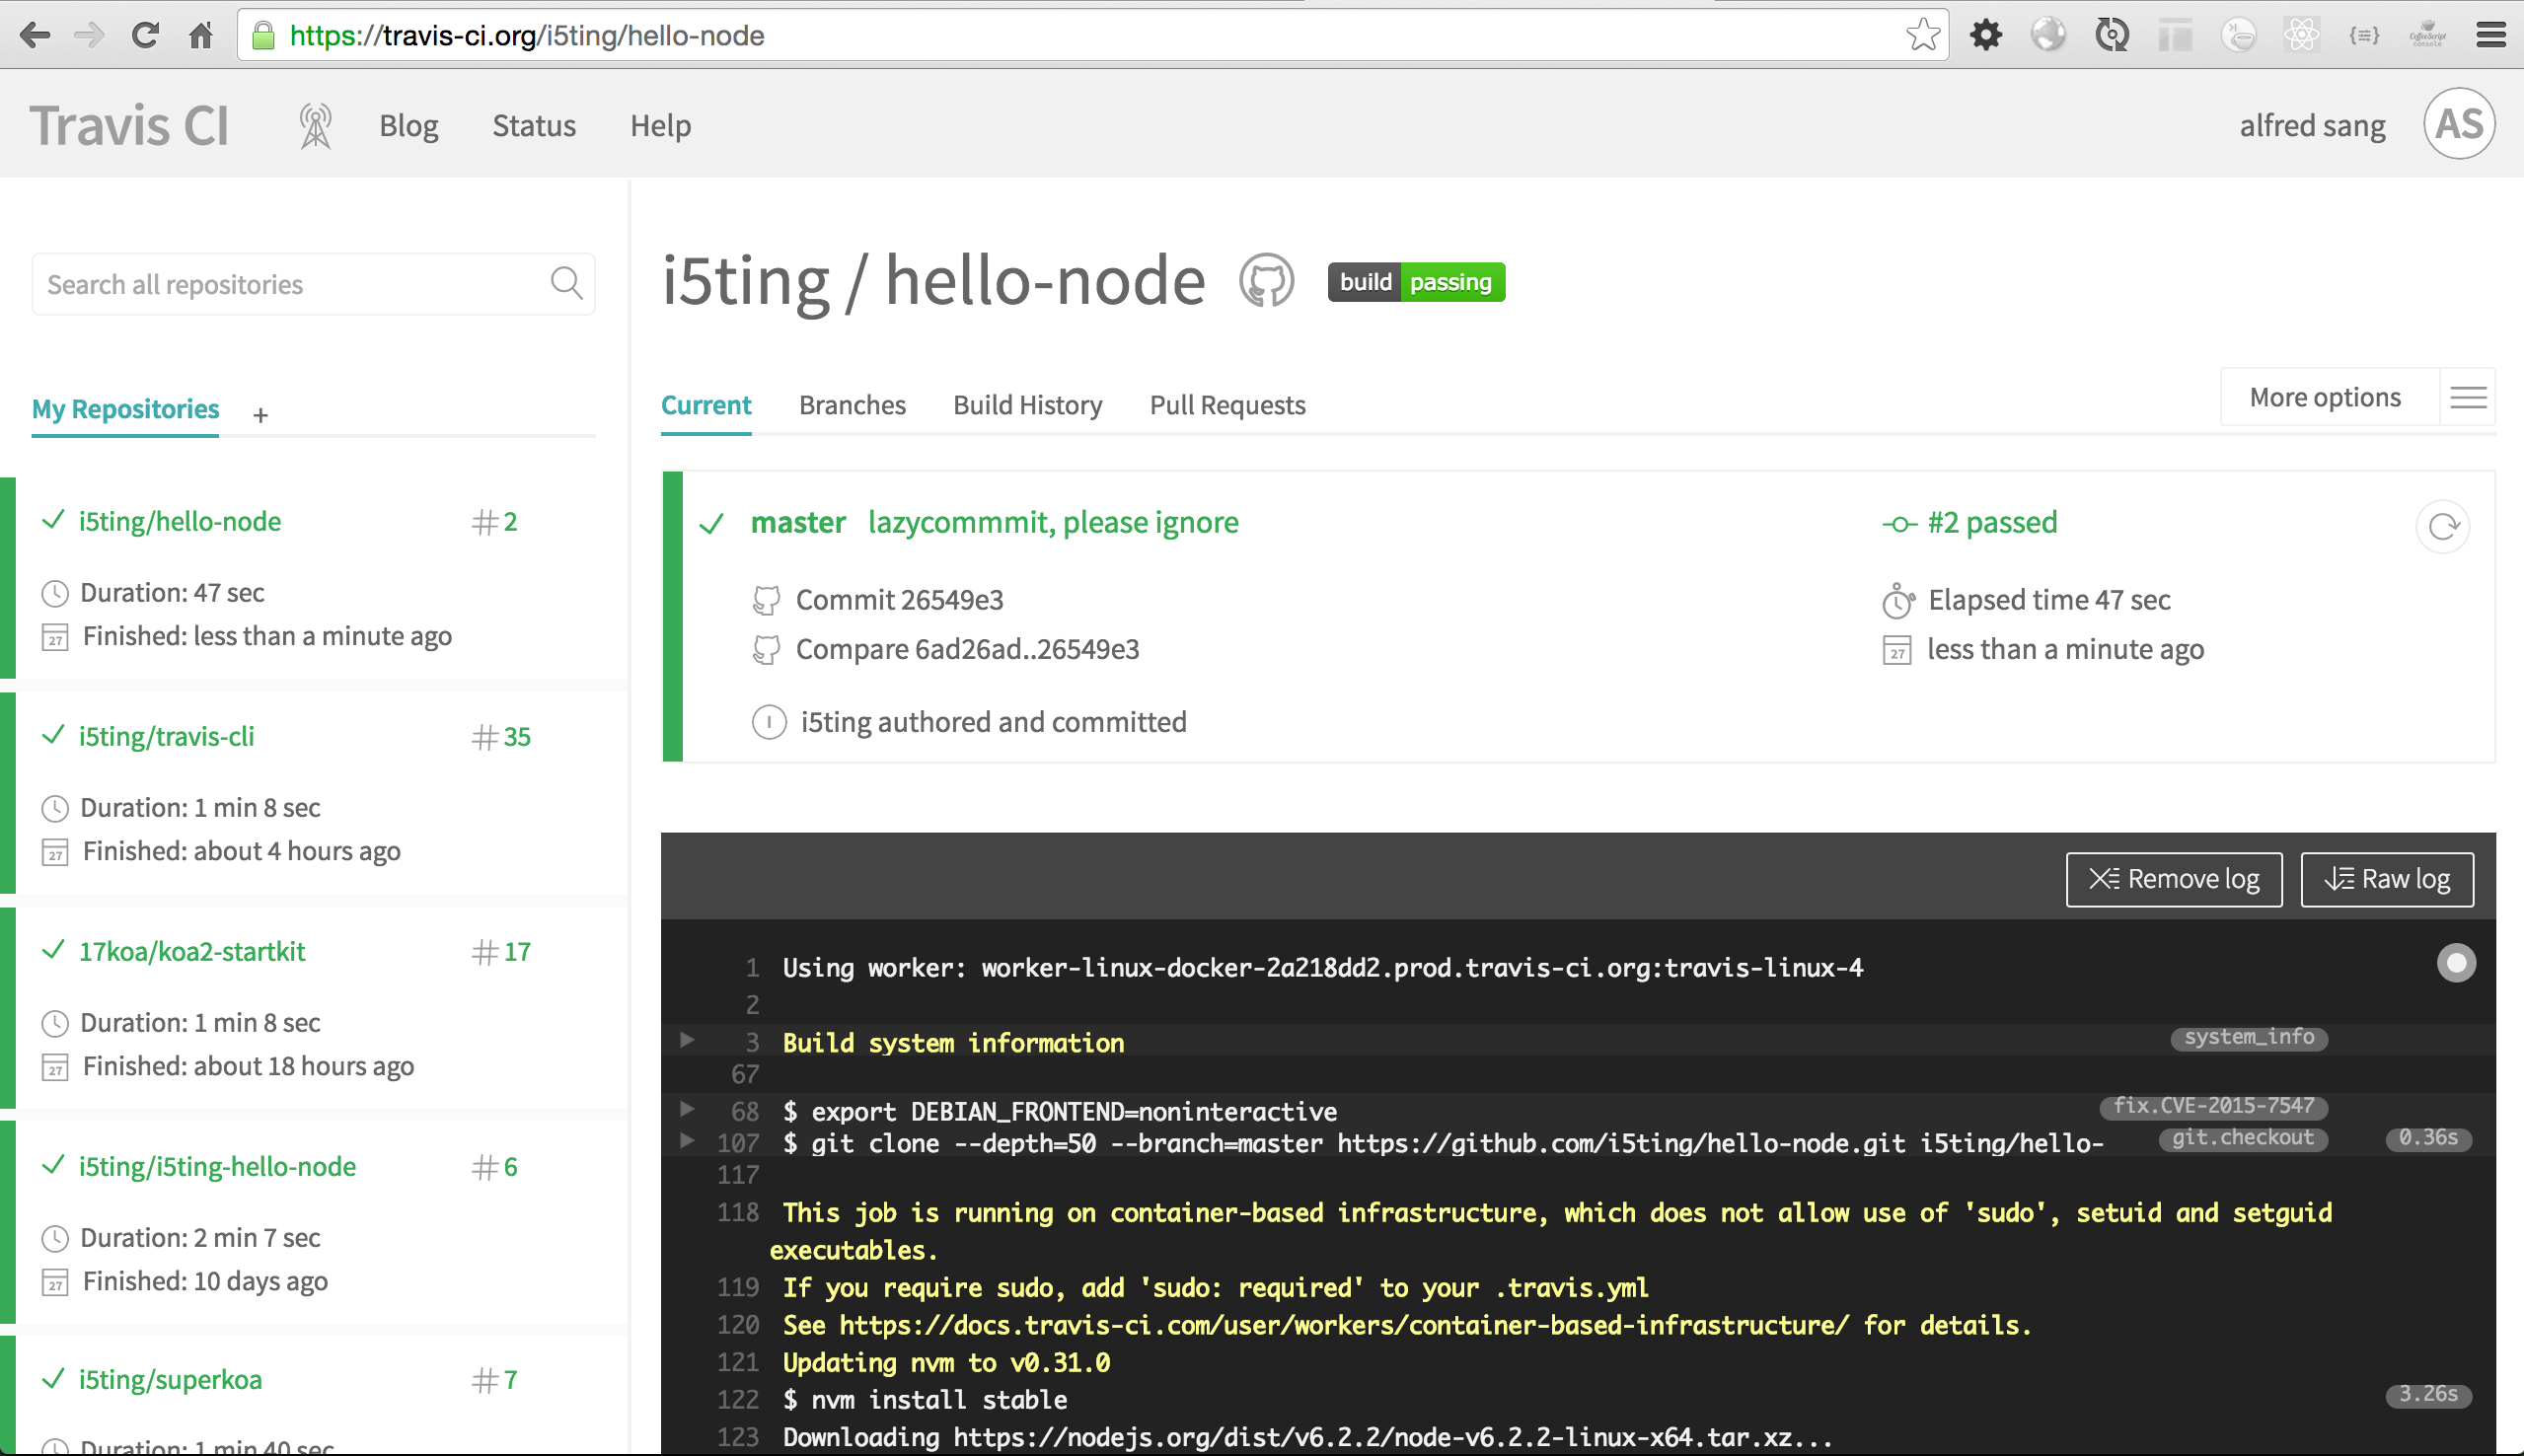 https://travis-ci.org/i5ting/hello-node
CoffeeScript console
Travis CI Blog Status Help alfred sang AS
Search all repositories
My Repositories +
i5ting/hello-node #2
Duration: 47 sec
27 Finished: less than a minute ago
i5ting/travis-cli #35
Duration: 1 min 8 sec
27 Finished: about 4 hours ago
17koa/koa2-startkit #17
Duration: 1 min 8 sec
27 Finished: about 18 hours ago
i5ting/i5ting-hello-node #6
Duration: 2 min 7 sec
27 Finished: 10 days ago
i5ting/superkoa #7
Duration: 1 min 40 sec
i5ting / hello-node build passing
Current Branches Build History Pull Requests More options
master lazycommmit, please ignore #2 passed
Commit 26549e3 Elapsed time 47 sec
Compare 6ad26ad..26549e3 27 less than a minute ago
I i5ting authored and committed
Remove log Raw log
1 Using worker: worker-linux-docker-2a218dd2.prod.travis-ci.org:travis-linux-4
2
3 Build system information system_info
67
68 $ export DEBIAN_FRONTEND=noninteractive fix.CVE-2015-7547
107 $ git clone --depth=50 --branch=master https://github.com/i5ting/hello-node.git i5ting/hello- git.checkout 0.36s
117
118 This job is running on container-based infrastructure, which does not allow use of 'sudo', setuid and setguid
executables.
119 If you require sudo, add 'sudo: required' to your .travis.yml
120 See https://docs.travis-ci.com/user/workers/container-based-infrastructure/ for details.
121 Updating nvm to v0.31.0
122 $ nvm install stable 3.26s
123 Downloading https://nodejs.org/dist/v6.2.2/node-v6.2.2-linux-x64.tar.xz...